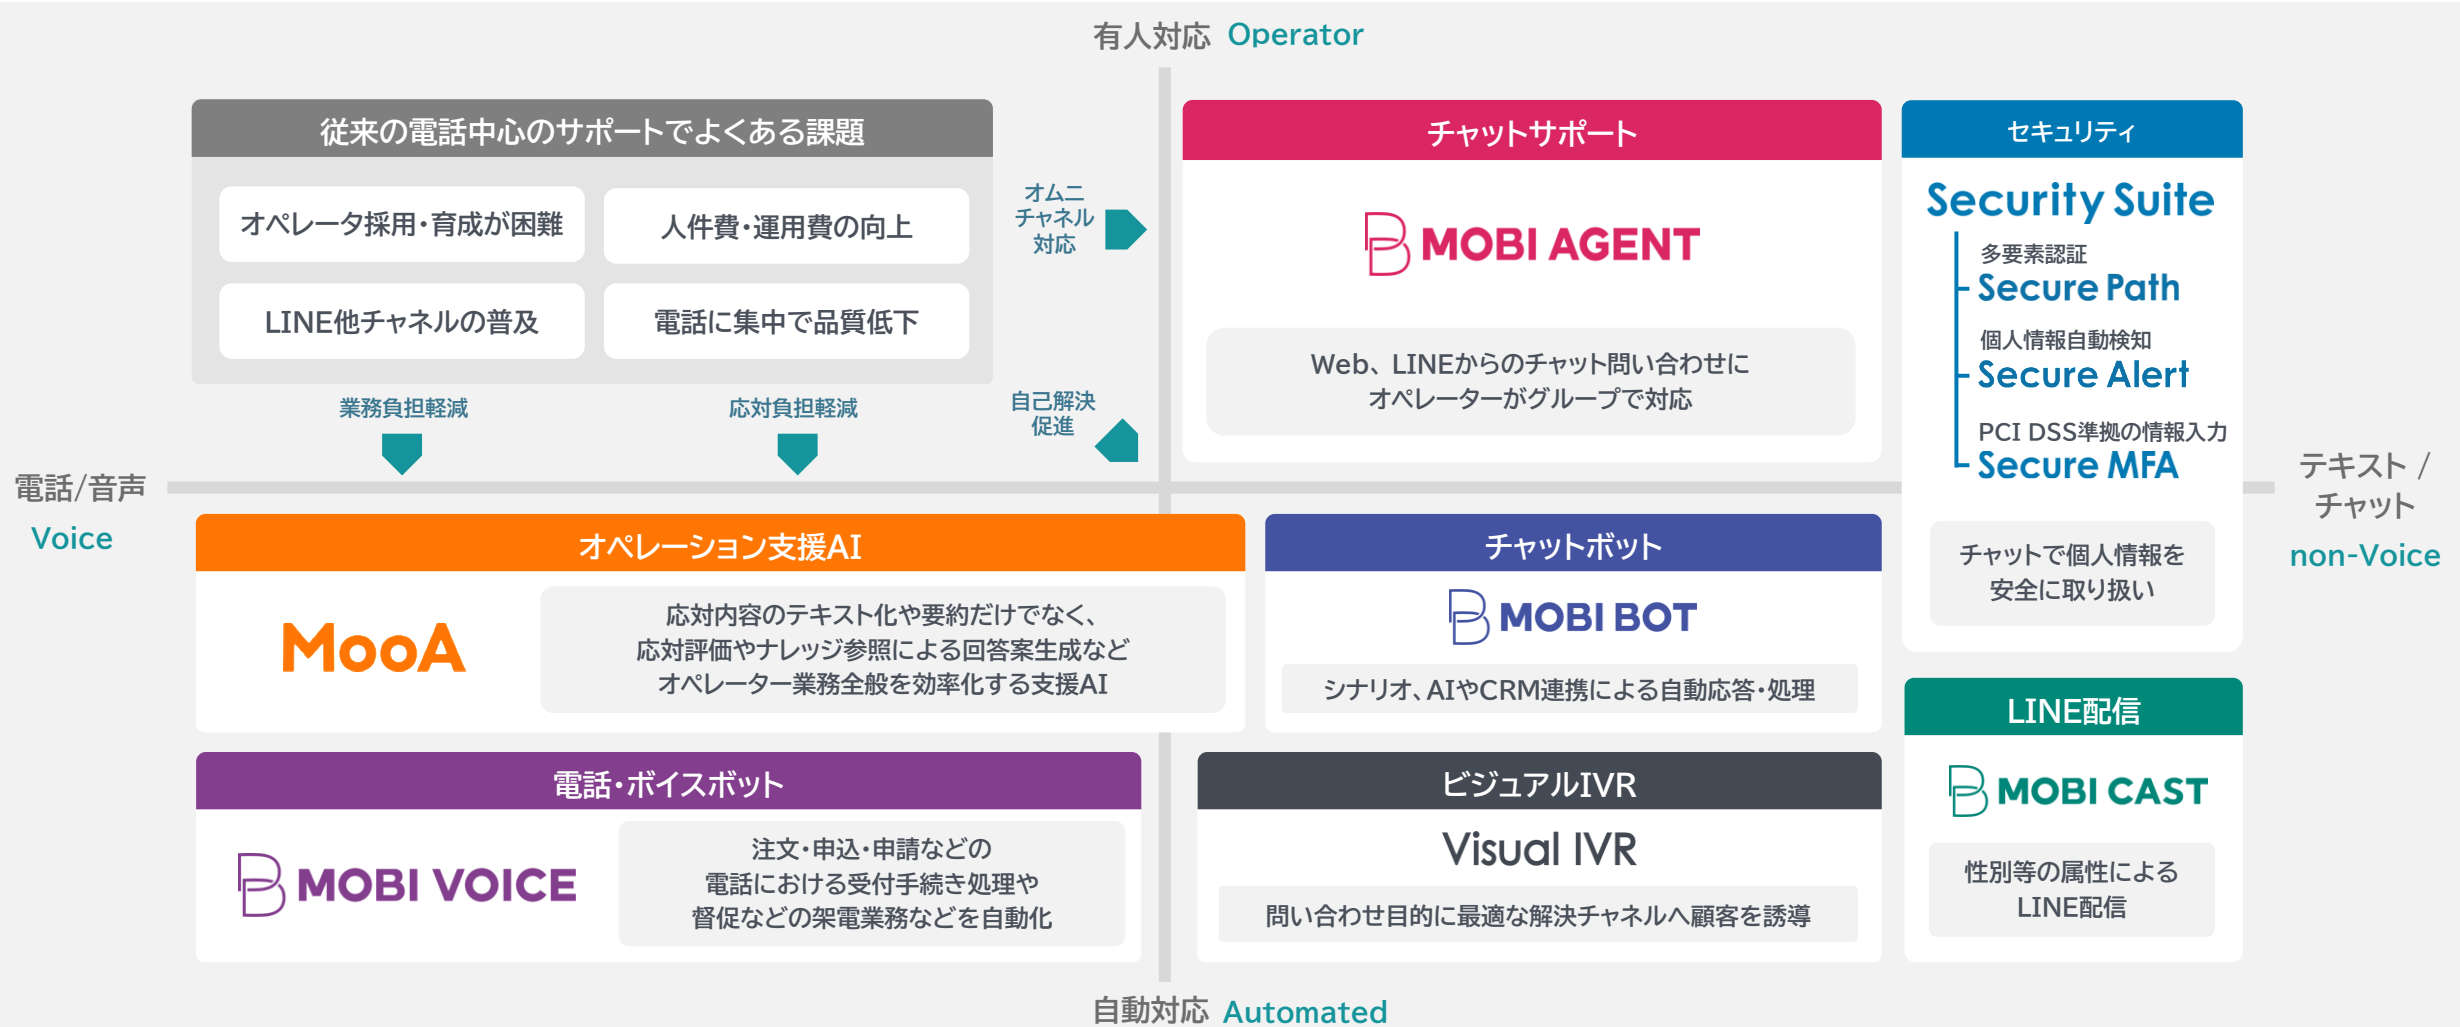 有人対応 Operator
従来の電話中心のサポートでよくある課題
オペレータ採用・育成が困難
人件費・運用費の向上
LINE他チャネルの普及
電話に集中で品質低下
オムニ
チャネル
対応
業務負担軽減
応対負担軽減
自己解決
促進
チャットサポート
MOBI AGENT
Web、LINEからのチャット問い合わせに
オペレーターがグループで対応
セキュリティ
Security Suite
多要素認証
Secure Path
個人情報自動検知
Secure Alert
PCI DSS準拠の情報入力
Secure MFA
チャットで個人情報を
安全に取り扱い
電話/音声
Voice
テキスト /
チャット
non-Voice
オペレーション支援AI
MooA
応対内容のテキスト化や要約だけでなく、
応対評価やナレッジ参照による回答案生成など
オペレーター業務全般を効率化する支援AI
チャットボット
MOBI BOT
シナリオ、AIやCRM連携による自動応答・処理
電話・ボイスボット
MOBI VOICE
注文・申込・申請などの
電話における受付手続き処理や
督促などの架電業務などを自動化
ビジュアルIVR
Visual IVR
問い合わせ目的に最適な解決チャネルへ顧客を誘導
LINE配信
MOBI CAST
性別等の属性による
LINE配信
自動対応 Automated